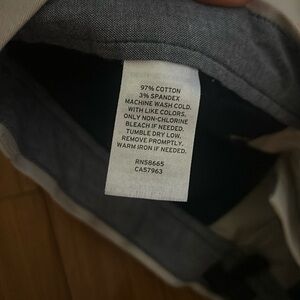 97% COTTON
3% SPANDEX
MACHINE WASH COLD.
WITH LIKE COLORS.
ONLY NON-CHLORINE
BLEACH IF NEEDED.
TUMBLE DRY LOW.
REMOVE PROMPTLY.
WARM IRON IF NEEDED.
RN58665
CA57963